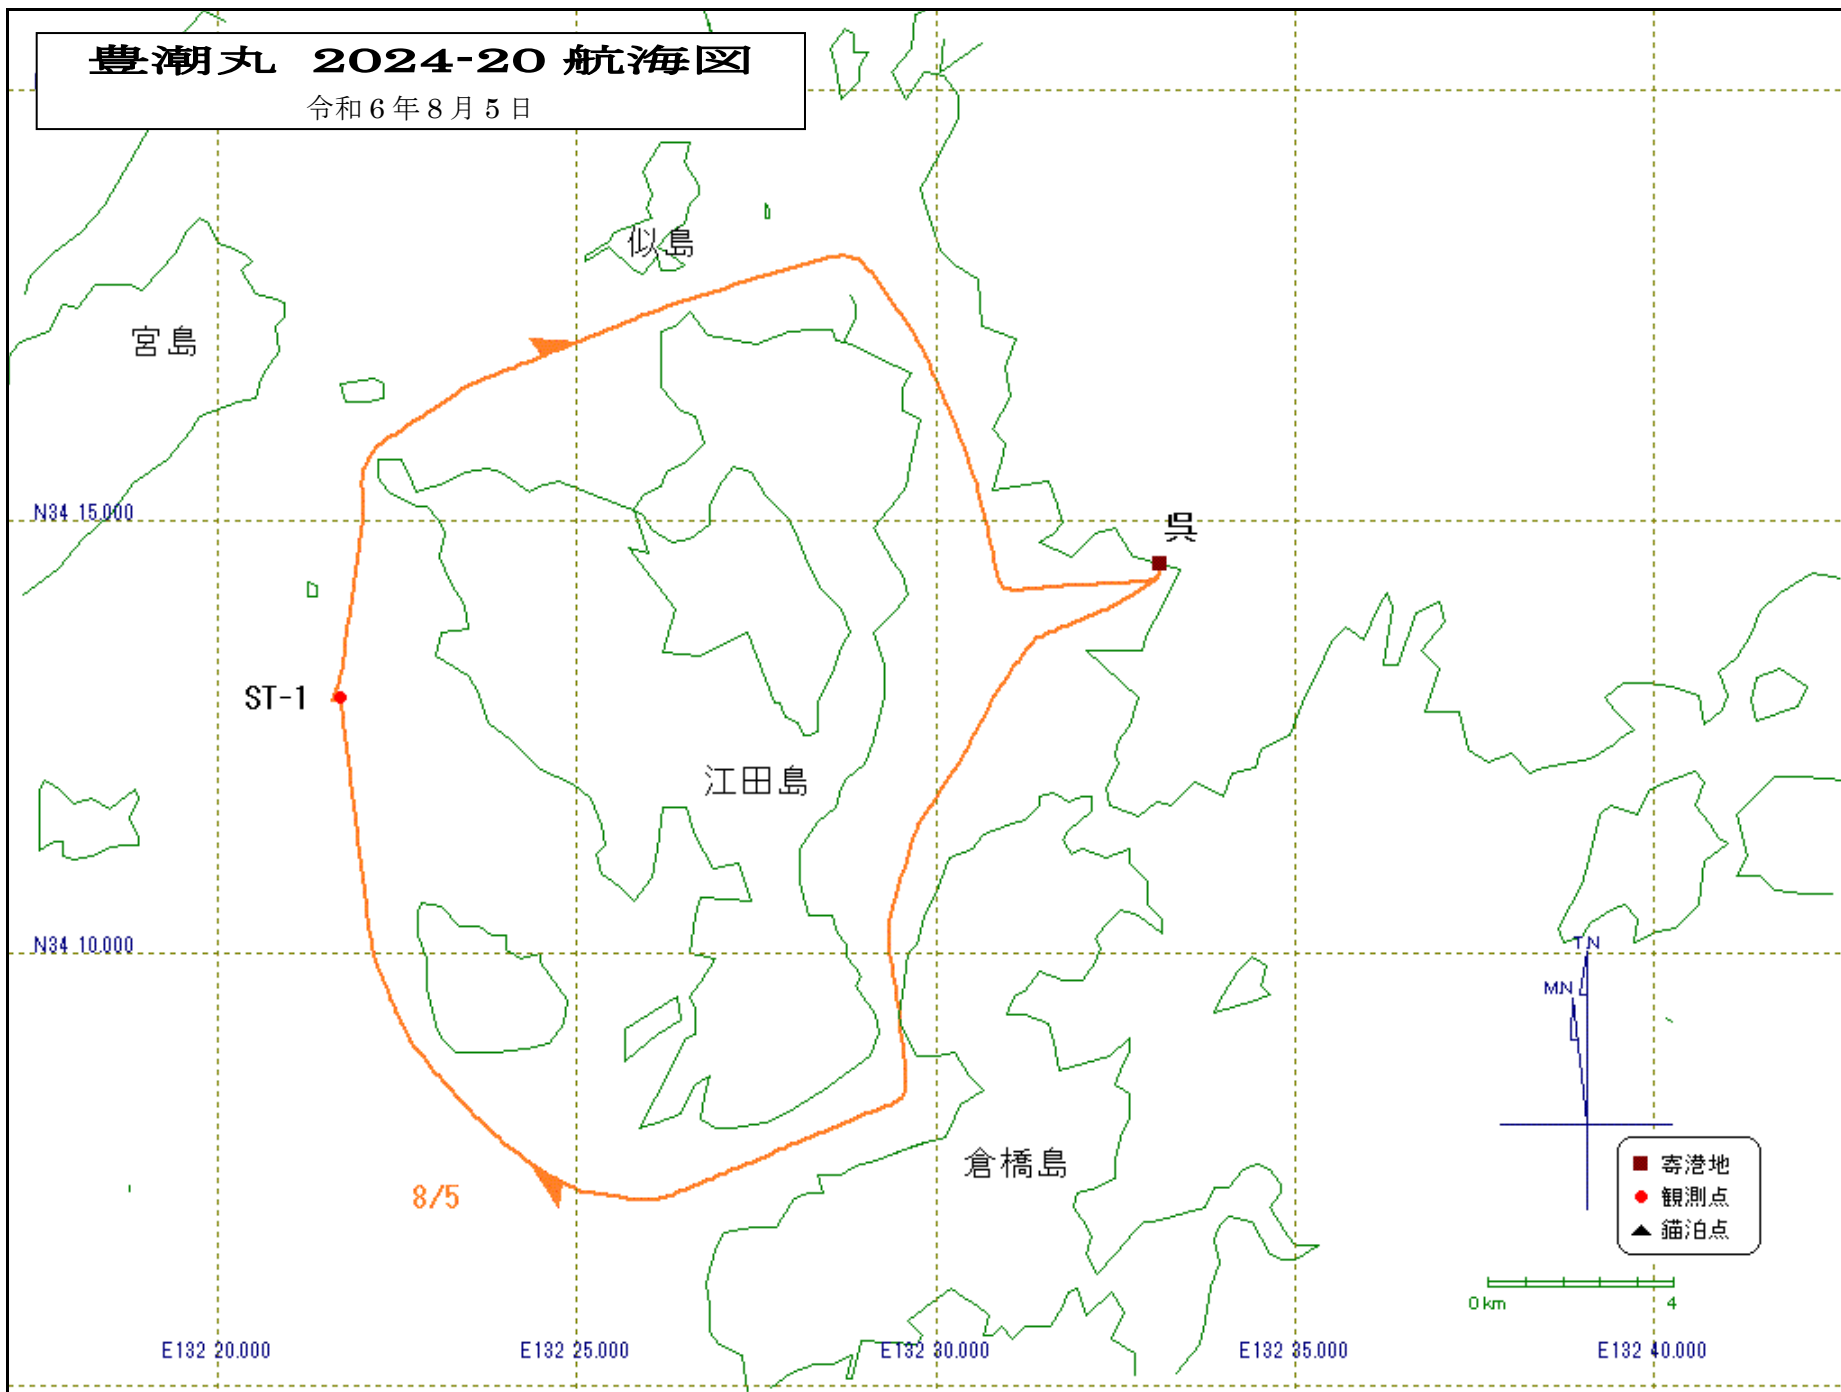 豊潮丸 2024-20 航海図
令和6年8月5日
似島
宮島
N34 15.000
呉
ST-1
江田島
N34 10.000
T.N
M.N
倉橋島
8/5
寄港地
観測点
錨泊点
0 km 4
E132 20.000 E132 25.000 E132 30.000 E132 35.000 E132 40.000